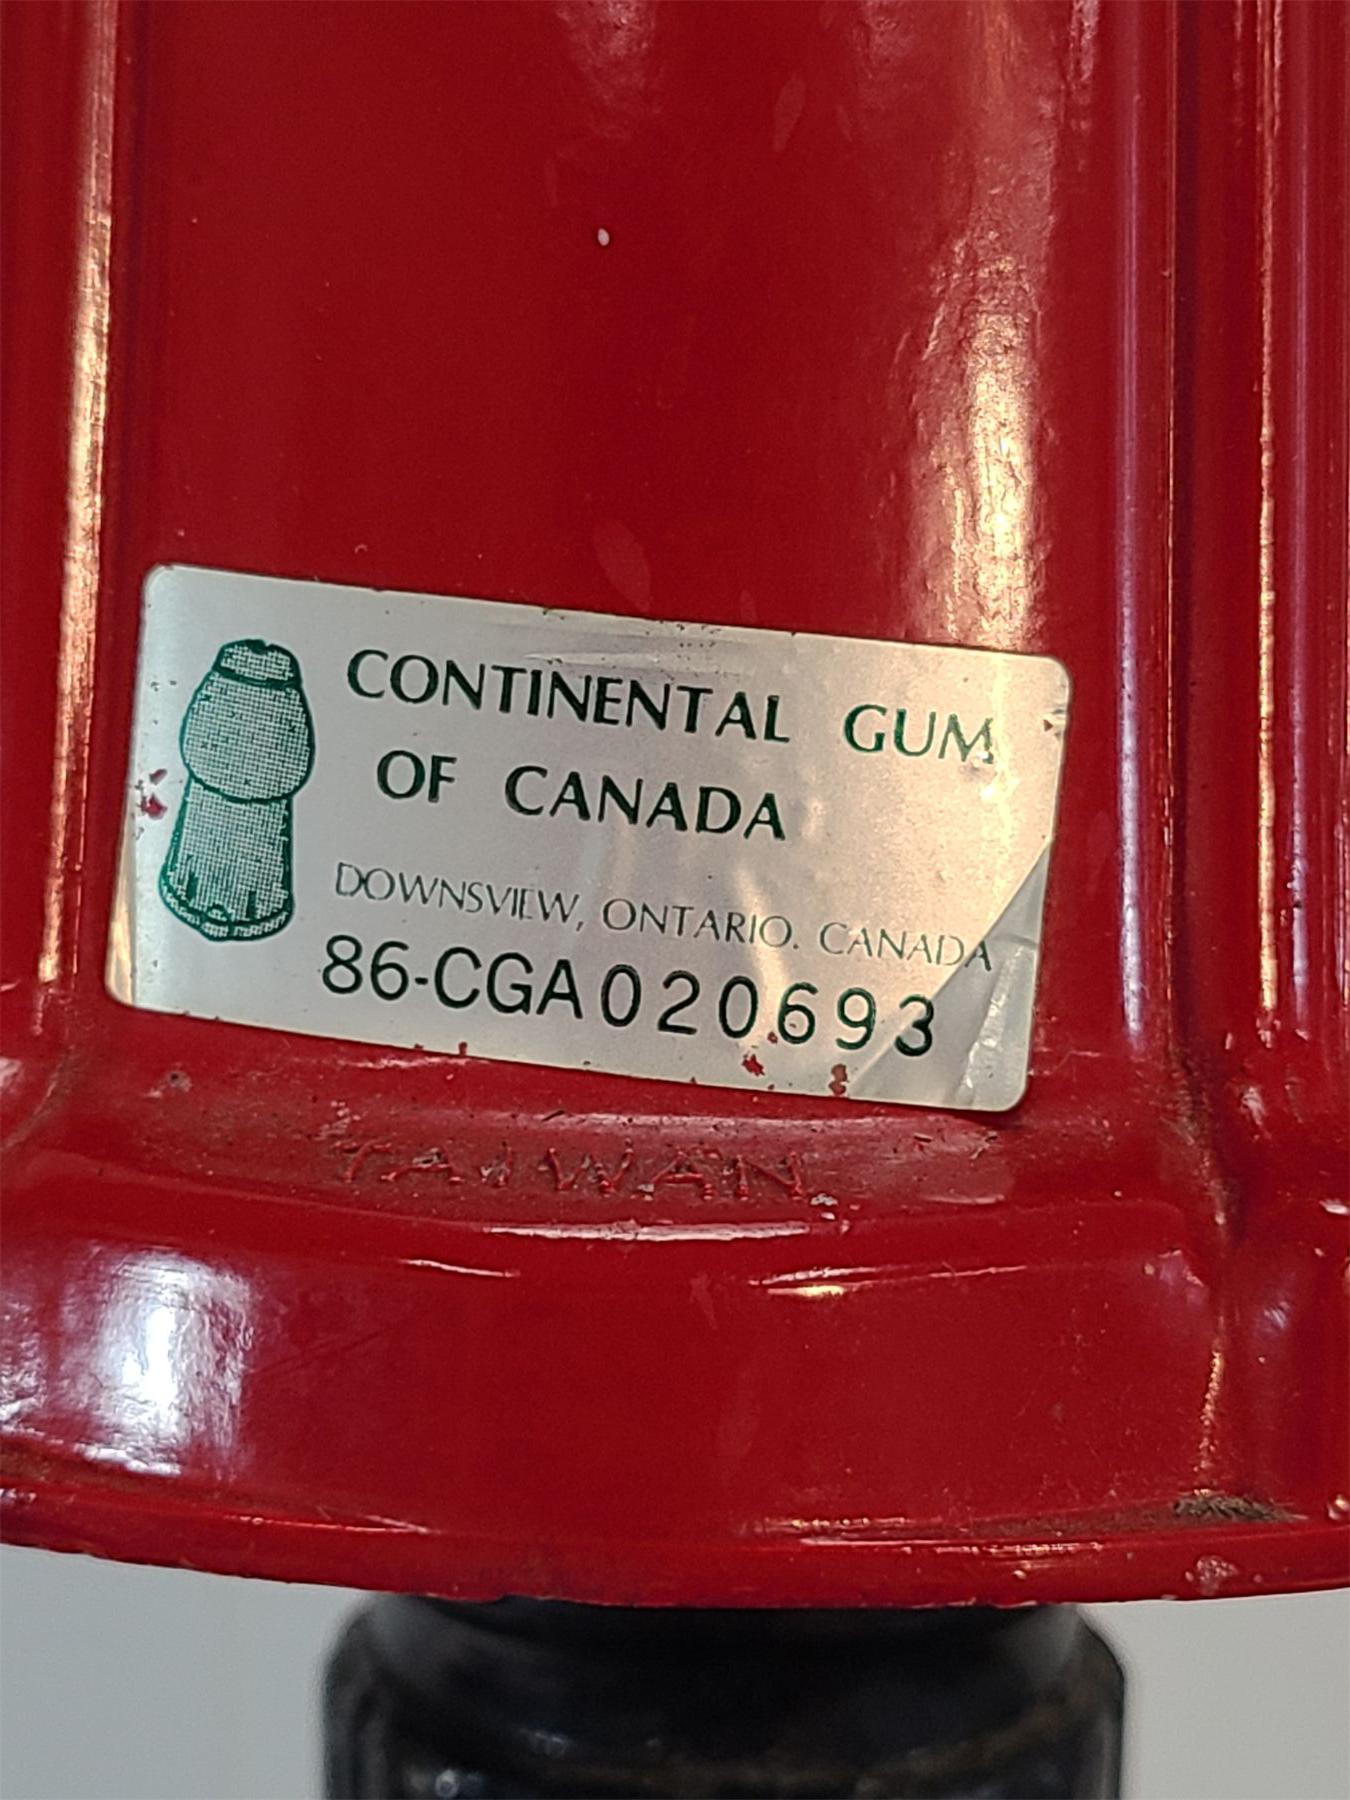 CONTINENTAL GUM
OF CANADA
DOWNSVIEW, ONTARIO. CANADA
86-CGA020693
TAIWAN